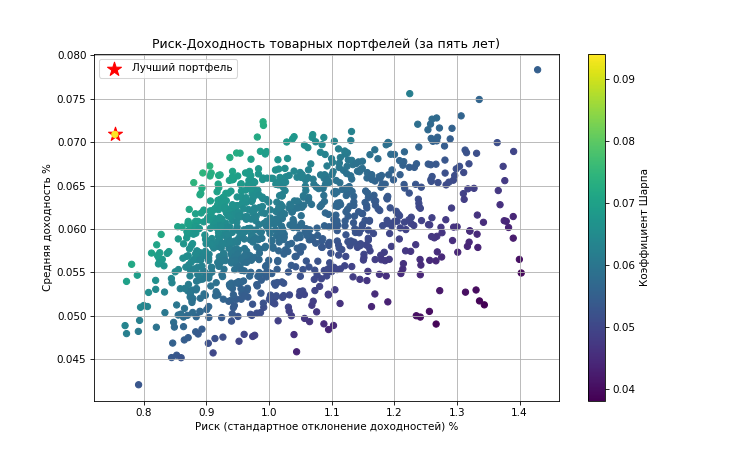 Риск-Доходность товарных портфелей (за пять лет)
Лучший портфель
Средняя доходность %
0.080
0.075
0.070
0.065
0.060
0.055
0.050
0.045
0.8 0.9 1.0 1.1 1.2 1.3 1.4
Риск (стандартное отклонение доходностей) %
0.09
0.08
0.07
0.06
0.05
0.04
Коэффициент Шарпа